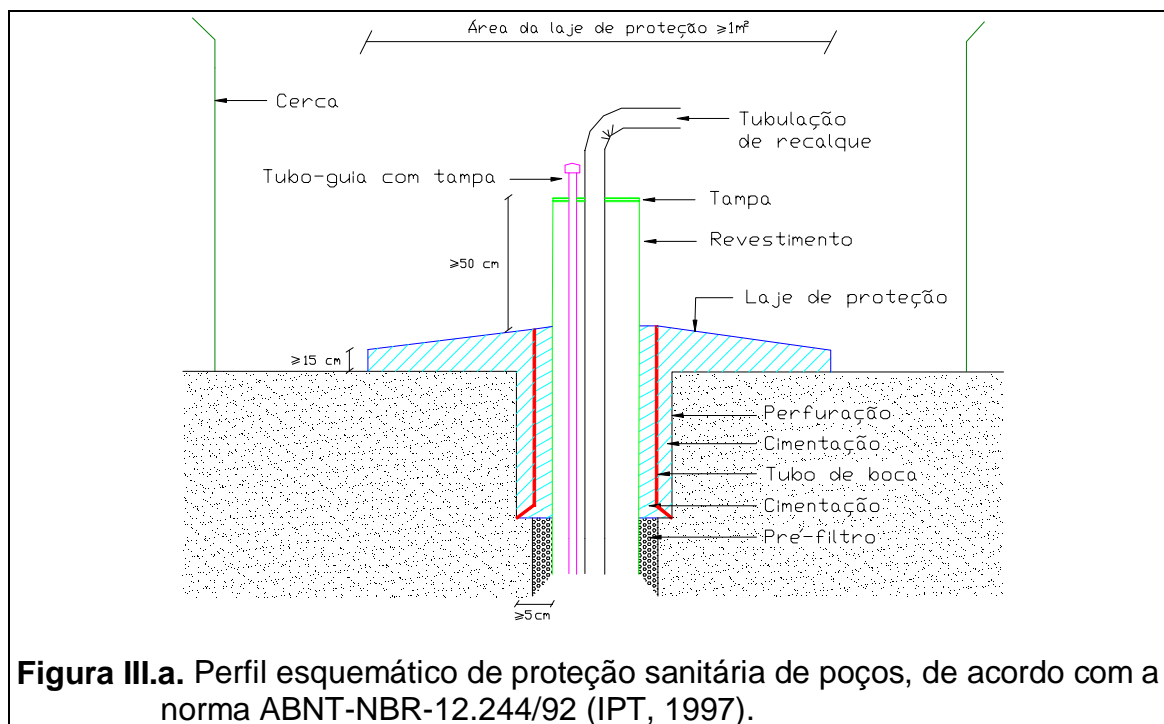 Área da laje de proteção ≥1m²
Cerca
Tubulação
de recalque
Tubo-guia com tampa
Tampa
Revestimento
≥50 cm
Laje de proteção
≥15 cm
Perfuração
Cimentação
Tubo de boca
Cimentação
Pré-filtro
≥5cm
Figura III.a. Perfil esquemático de proteção sanitária de poços, de acordo com a
norma ABNT-NBR-12.244/92 (IPT, 1997).